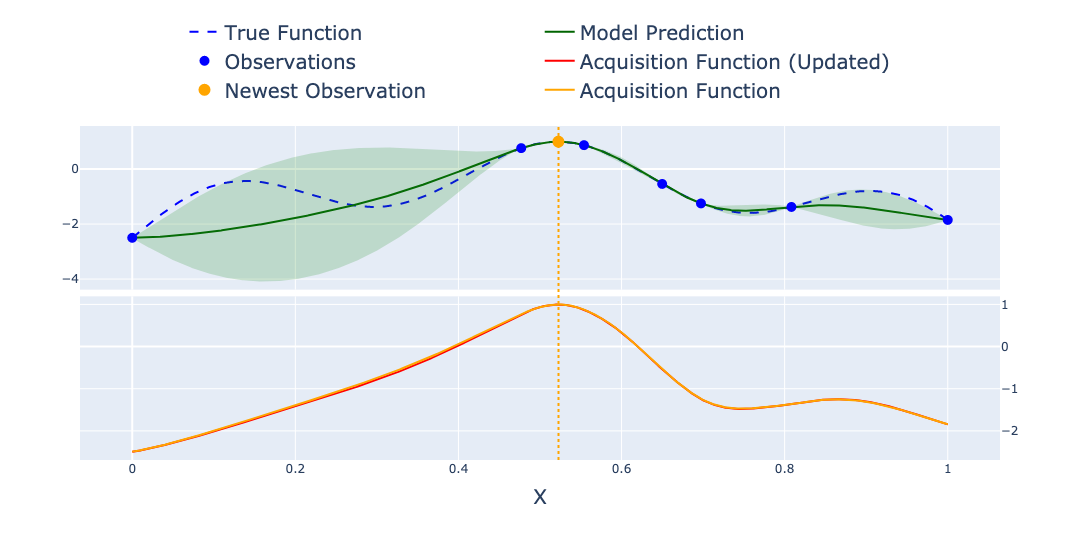 True Function
Model Prediction
Observations
Acquisition Function (Updated)
Newest Observation
Acquisition Function
0
−2
−4
1
0
−1
−2
0
0.2
0.4
0.6
0.8
1
X